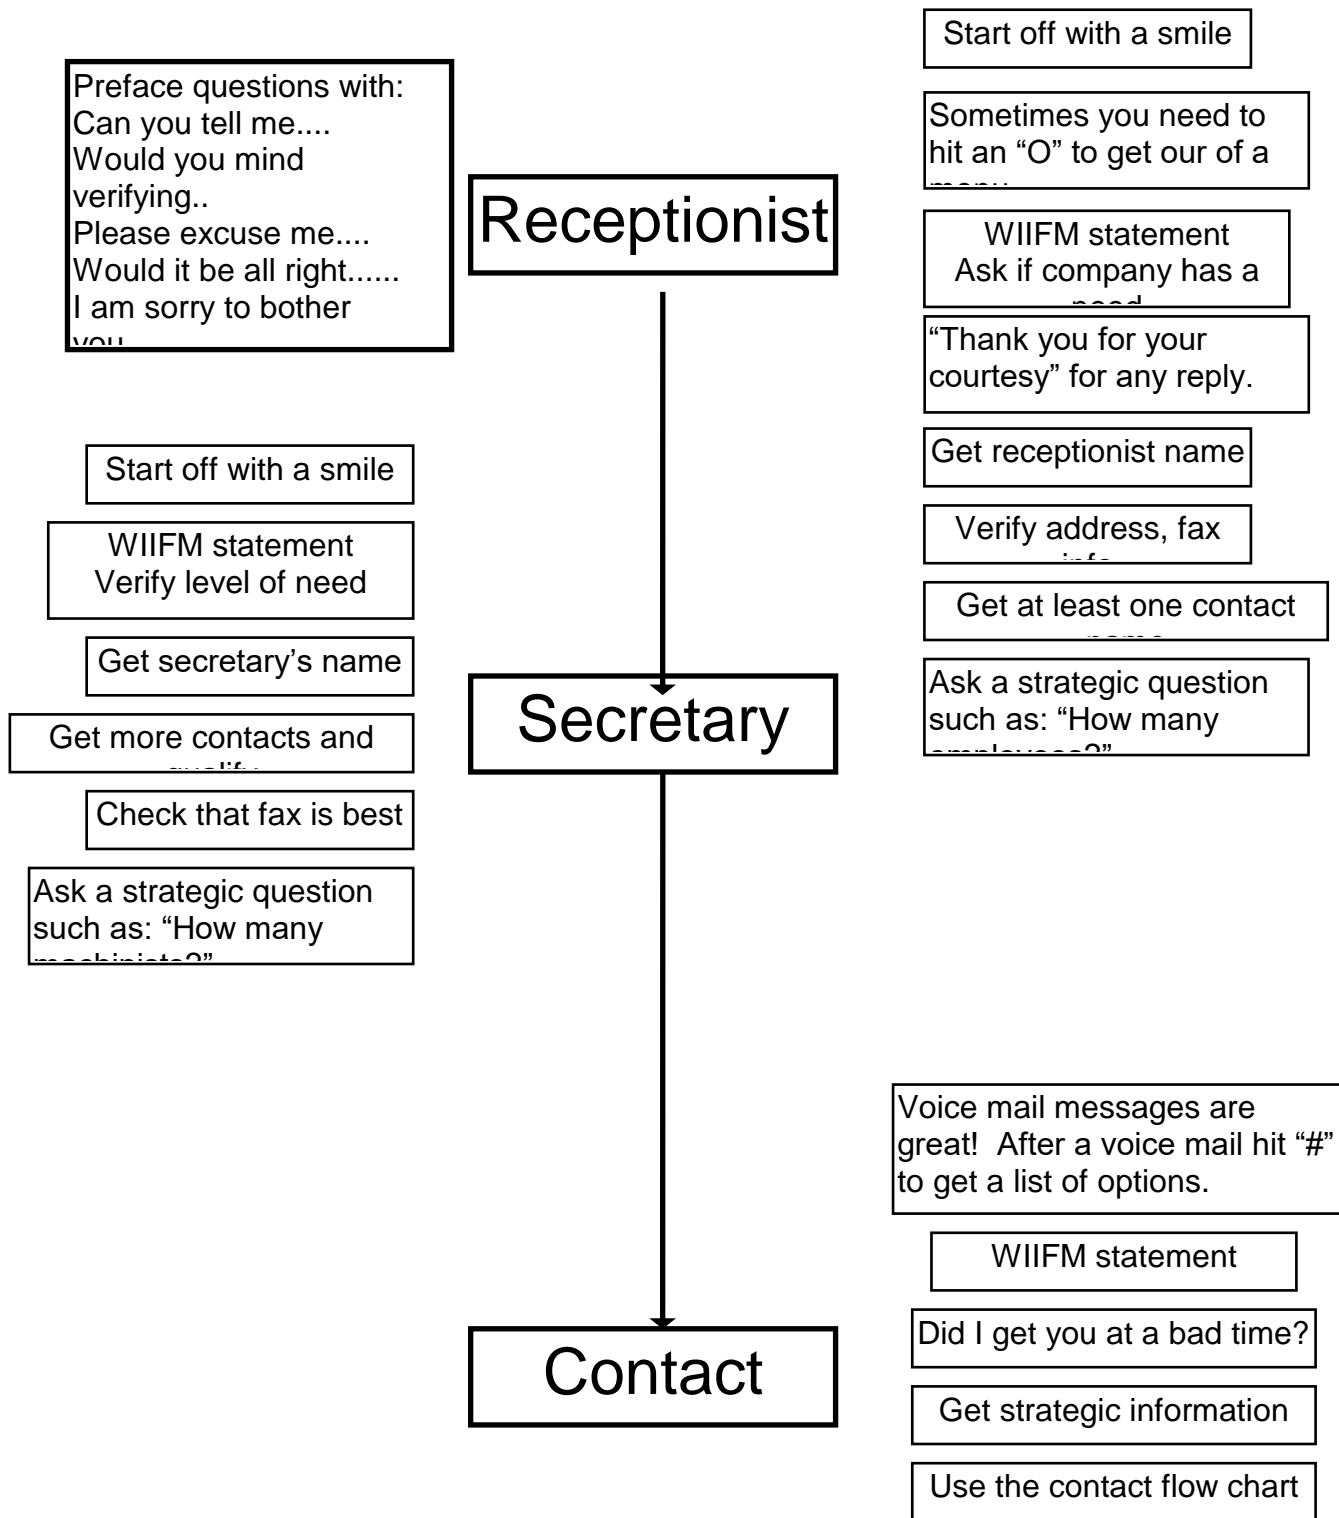 Preface questions with:
Can you tell me....
Would you mind
verifying..
Please excuse me....
Would it be all right......
I am sorry to bother
Receptionist
Start off with a smile
Sometimes you need to
hit an “O” to get our of a
WIIFM statement
Ask if company has a
“Thank you for your
courtesy” for any reply.
Get receptionist name
Verify address, fax
Get at least one contact
Ask a strategic question
such as: “How many
Start off with a smile
WIIFM statement
Verify level of need
Get secretary’s name
Get more contacts and
Check that fax is best
Ask a strategic question
such as: “How many
Secretary
Voice mail messages are
great!  After a voice mail hit “#”
to get a list of options.
WIIFM statement
Did I get you at a bad time?
Get strategic information
Use the contact flow chart
Contact